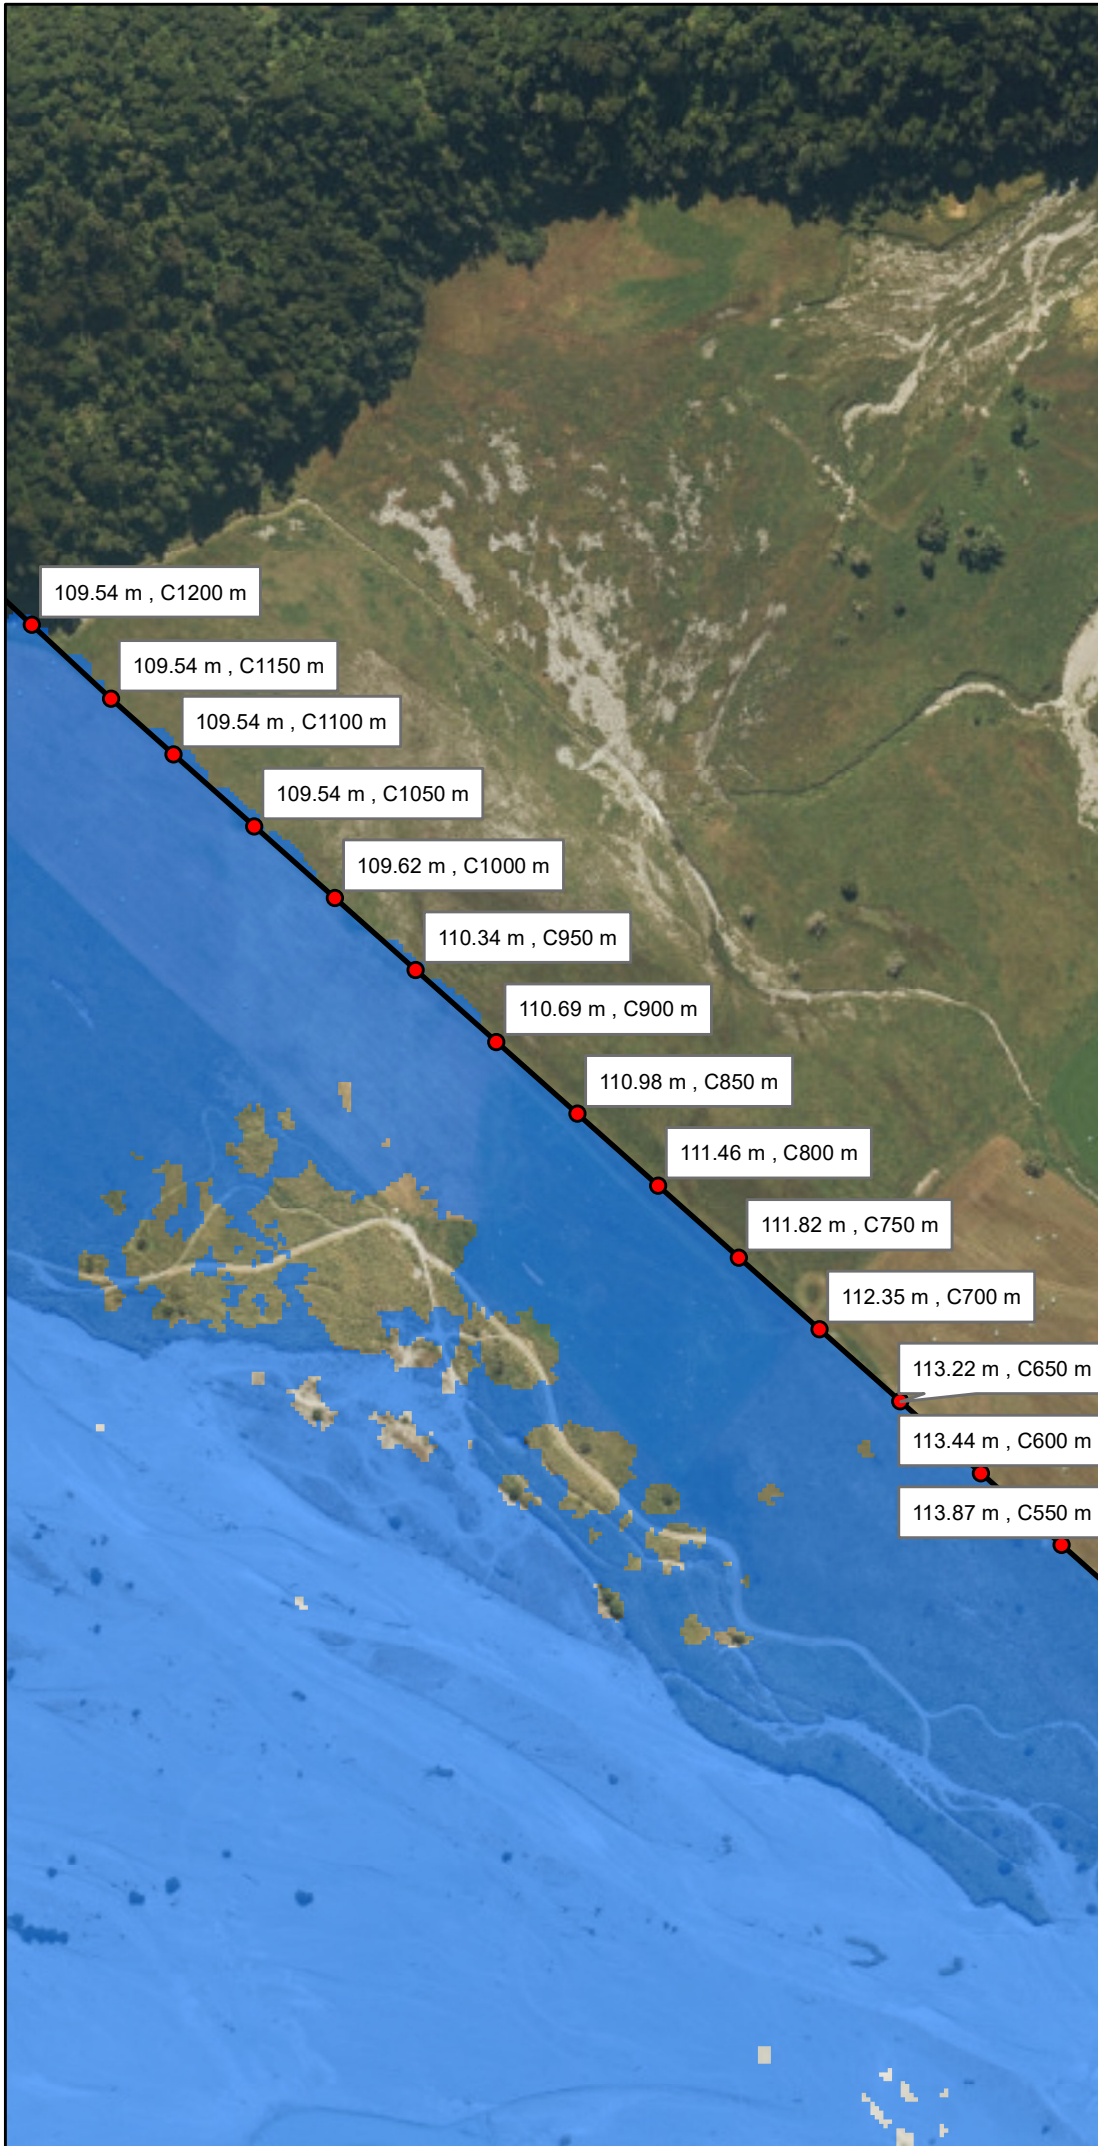 109.54 m , C1200 m
109.54 m , C1150 m
109.54 m , C1100 m
109.54 m , C1050 m
109.62 m , C1000 m
110.34 m , C950 m
110.69 m , C900 m
110.98 m , C850 m
111.46 m , C800 m
111.82 m , C750 m
112.35 m , C700 m
113.22 m , C650 m
113.44 m , C600 m
113.87 m , C550 m